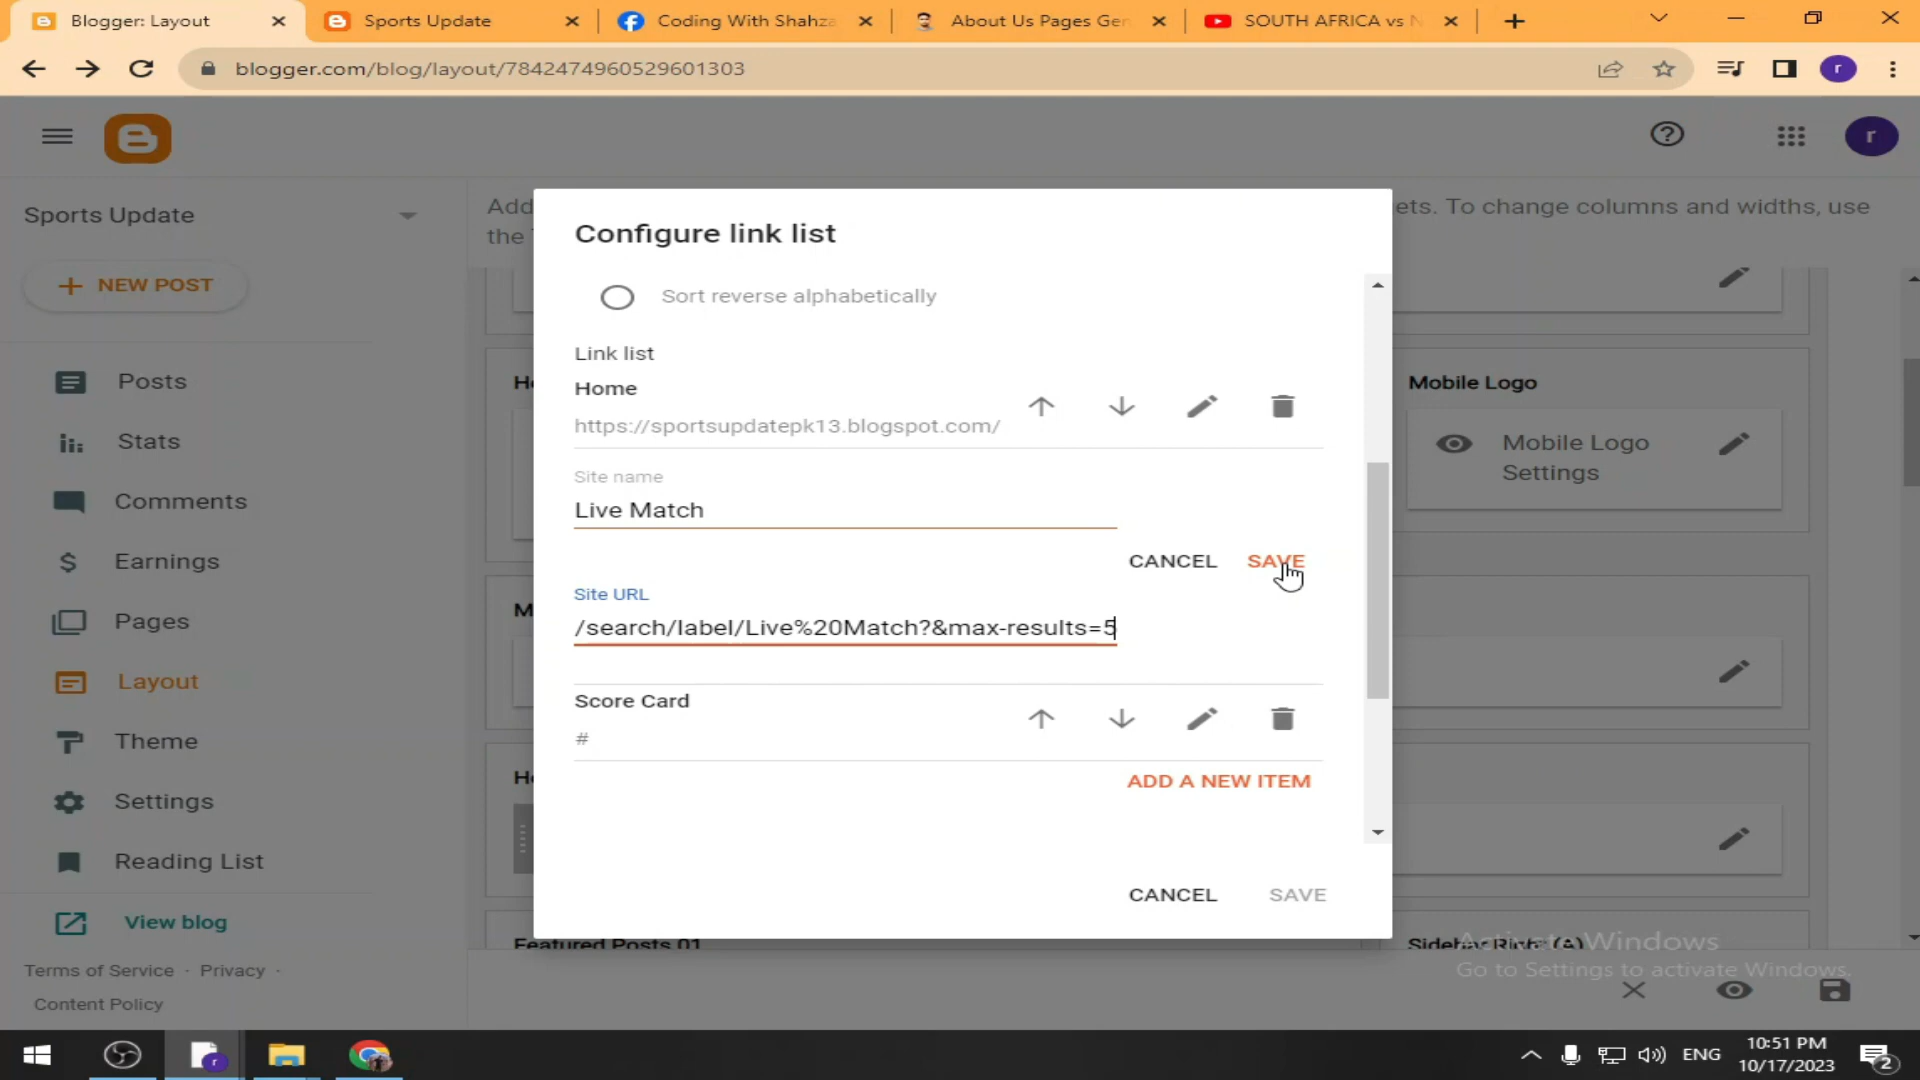 Blogger: Layout
Sports Update
Coding With Shahza
About Us Pages Gen
SOUTH AFRICA vs N
blogger.com/blog/layout/7842474960529601303
r
r
Sports Update
Add
ets. To change columns and widths, use
the
NEW POST
Posts
Stats
Comments
Earnings
Pages
Layout
Theme
Settings
Reading List
View blog
Terms of Service · Privacy ·
Content Policy
Configure link list
Sort reverse alphabetically
Link list
Home
https://sportsupdatepk13.blogspot.com/
Site name
Live Match
CANCEL SAVE
Site URL
/search/label/Live%20Match?&max-results=5
Score Card
#
ADD A NEW ITEM
CANCEL SAVE
Mobile Logo
Mobile Logo
Settings
Featured Posts 01
Activate Windows
Go to Settings to activate Windows.
ENG
10:51 PM
10/17/2023
2